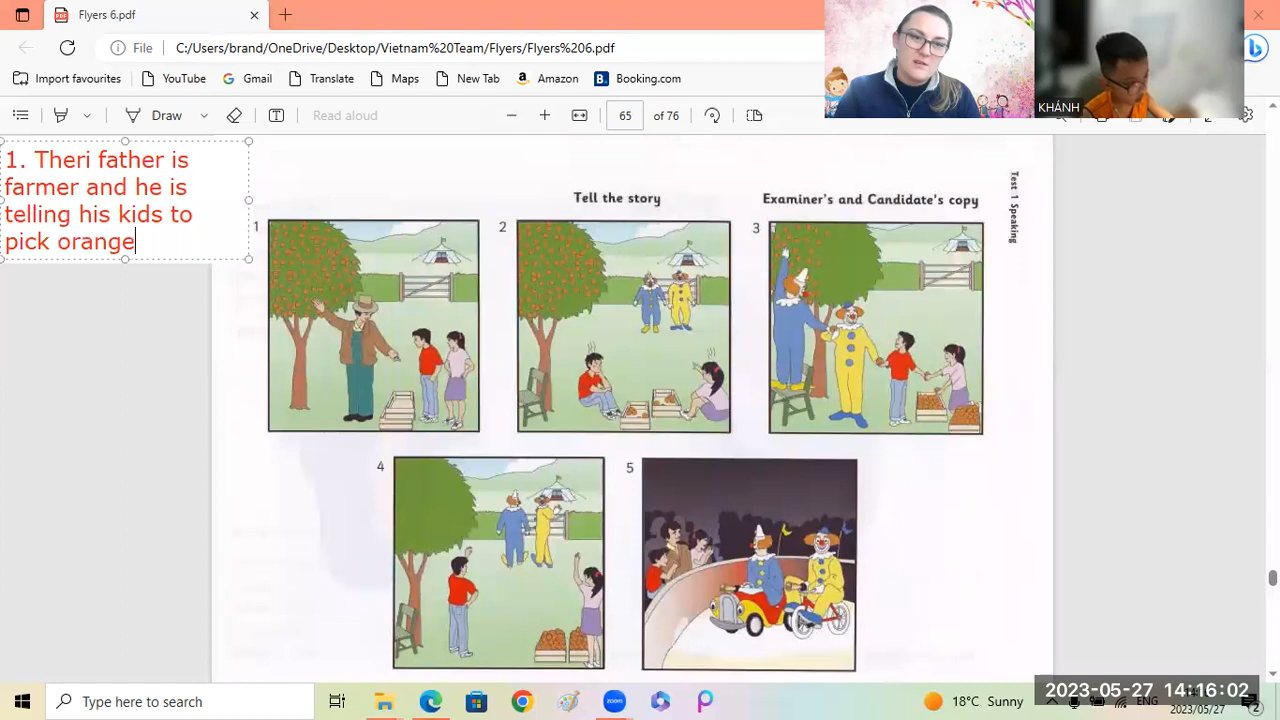 Flyers 6.pdf
File
C:/Users/brand/OneDrive/Desktop/Vietnam%20Team/Flyers/Flyers%206.pdf
Import favourites
YouTube
Gmail
Translate
Maps
New Tab
Amazon
Booking.com
KHÁNH
Draw
Read aloud
65
of 76
1. Theri father is
farmer and he is
telling his kids to
pick orange
Tell the story
Examiner's and Candidate's copy
Test 1 Speaking
1
2
3
4
5
Type here to search
18°C Sunny
ENG
2023-05-27 14:16:02
2023/05/27
2